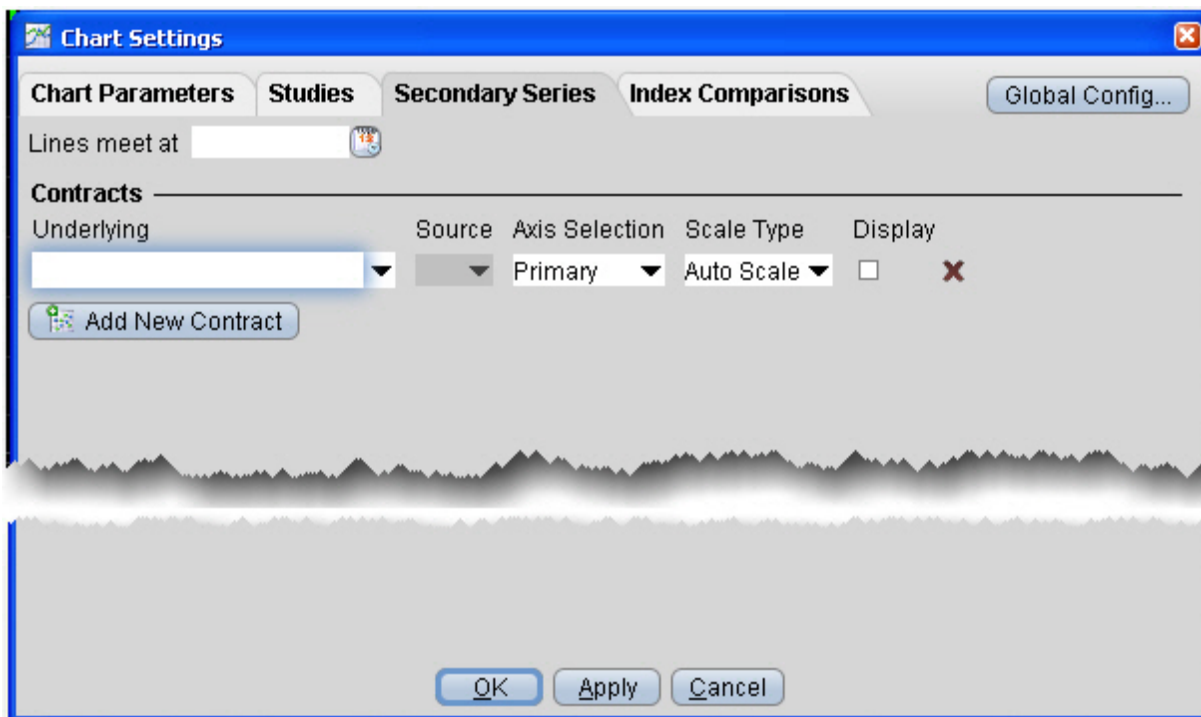 Chart Settings
Chart Parameters Studies Secondary Series Index Comparisons Global Config...
Lines meet at
Contracts
Underlying Source Axis Selection Scale Type Display
Primary Auto Scale
Add New Contract
OK Apply Cancel